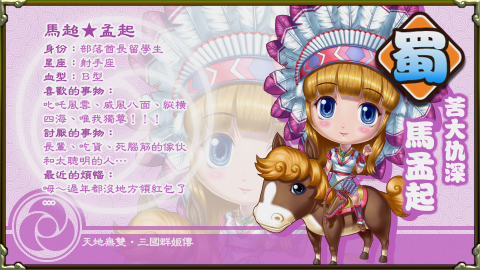 馬超★孟起
身份：部落酋長留學生
星座：射手座
血型：B型
喜歡的事物：
叱吒風雲、威風八面、縱橫
四海、唯我獨尊！！！
討厭的事物：
長輩、吃貨、死腦筋的傢伙
和太聰明的人…
最近的煩惱：
嗚～過年都沒地方領紅包了
天地無雙·三國群姬傳
蜀
苦大仇深
馬孟起